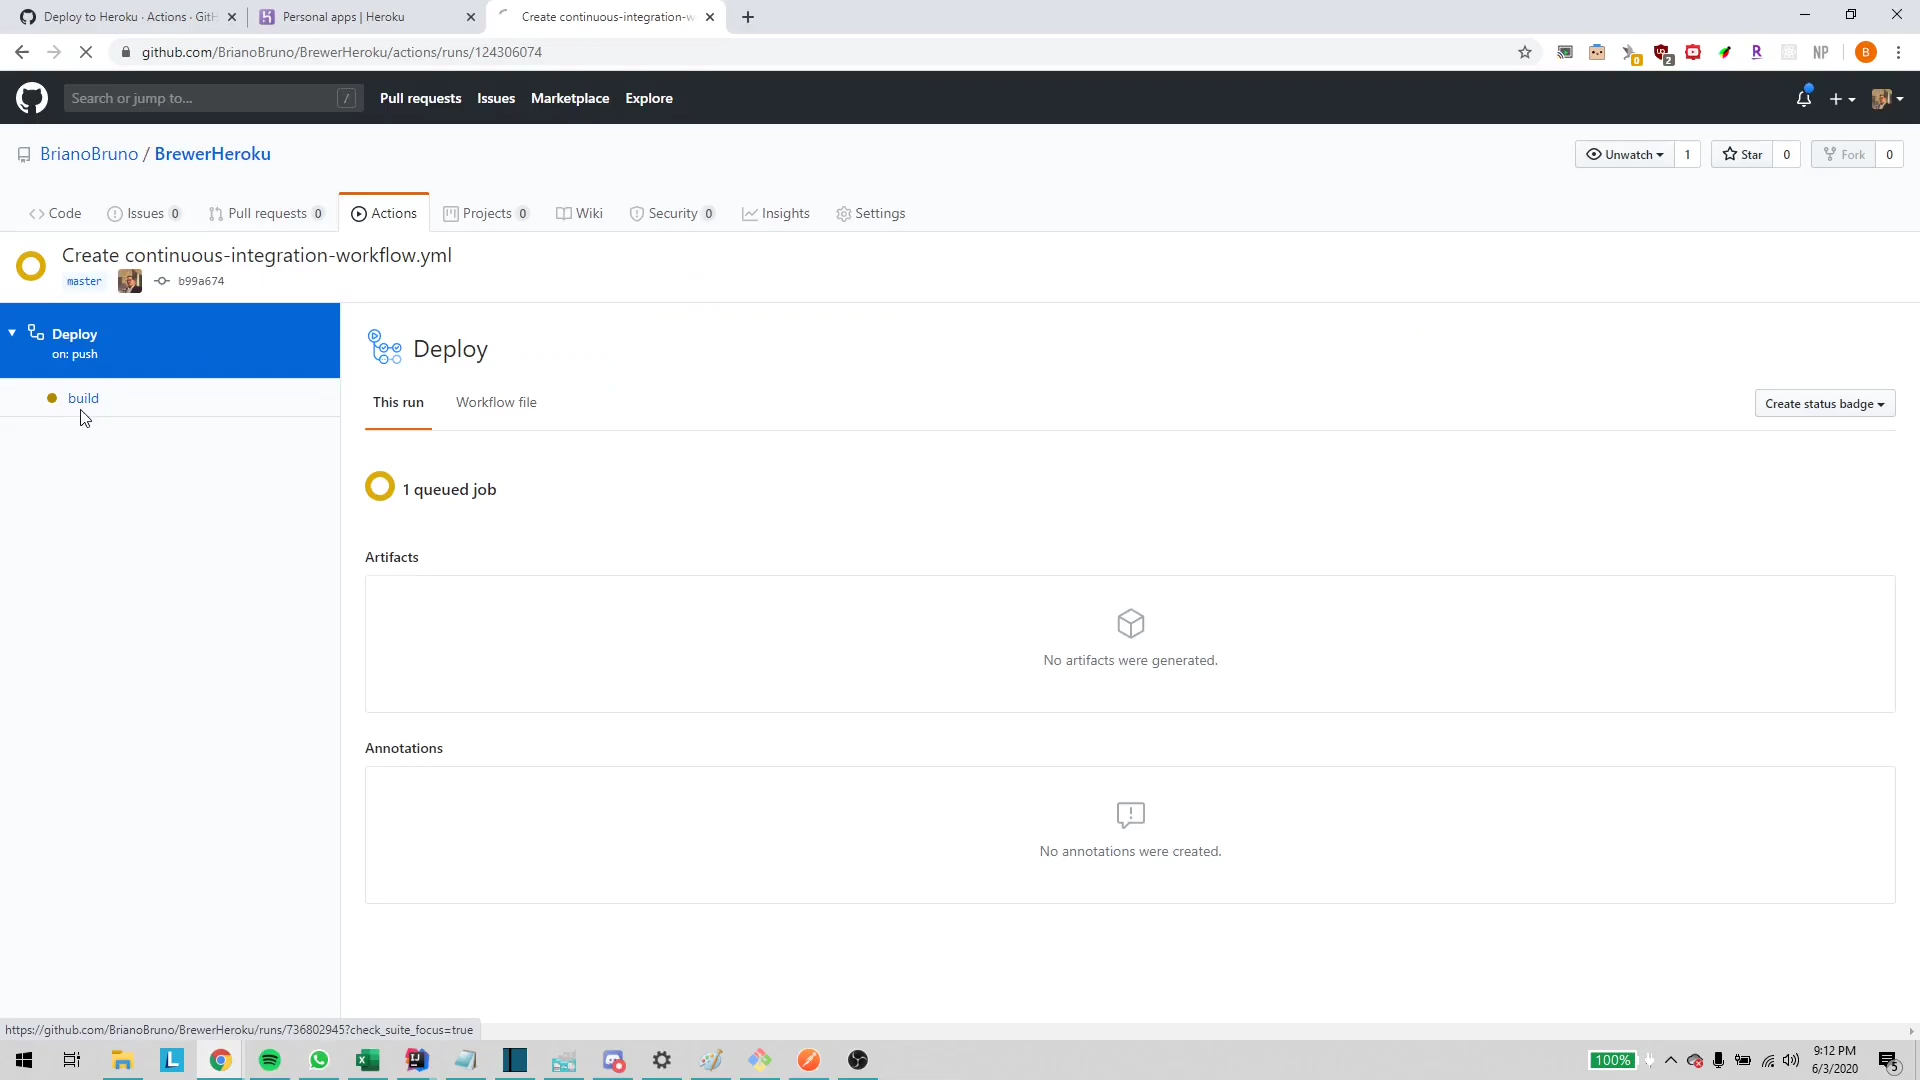 Deploy to Heroku · Actions · GitH
Personal apps | Heroku
Create continuous-integration-w
github.com/BrianoBruno/BrewerHeroku/actions/runs/124306074
0
2
R
NP
B
Search or jump to...
/
Pull requests
Issues
Marketplace
Explore
BrianoBruno / BrewerHeroku
Unwatch 1
Star 0
Fork 0
Code
Issues 0
Pull requests 0
Actions
Projects 0
Wiki
Security 0
Insights
Settings
Create continuous-integration-workflow.yml
master
b99a674
Deploy
on: push
build
Deploy
This run
Workflow file
Create status badge
1 queued job
Artifacts
No artifacts were generated.
Annotations
No annotations were created.
https://github.com/BrianoBruno/BrewerHeroku/runs/736802945?check_suite_focus=true
100%
9:12 PM
6/3/2020
5